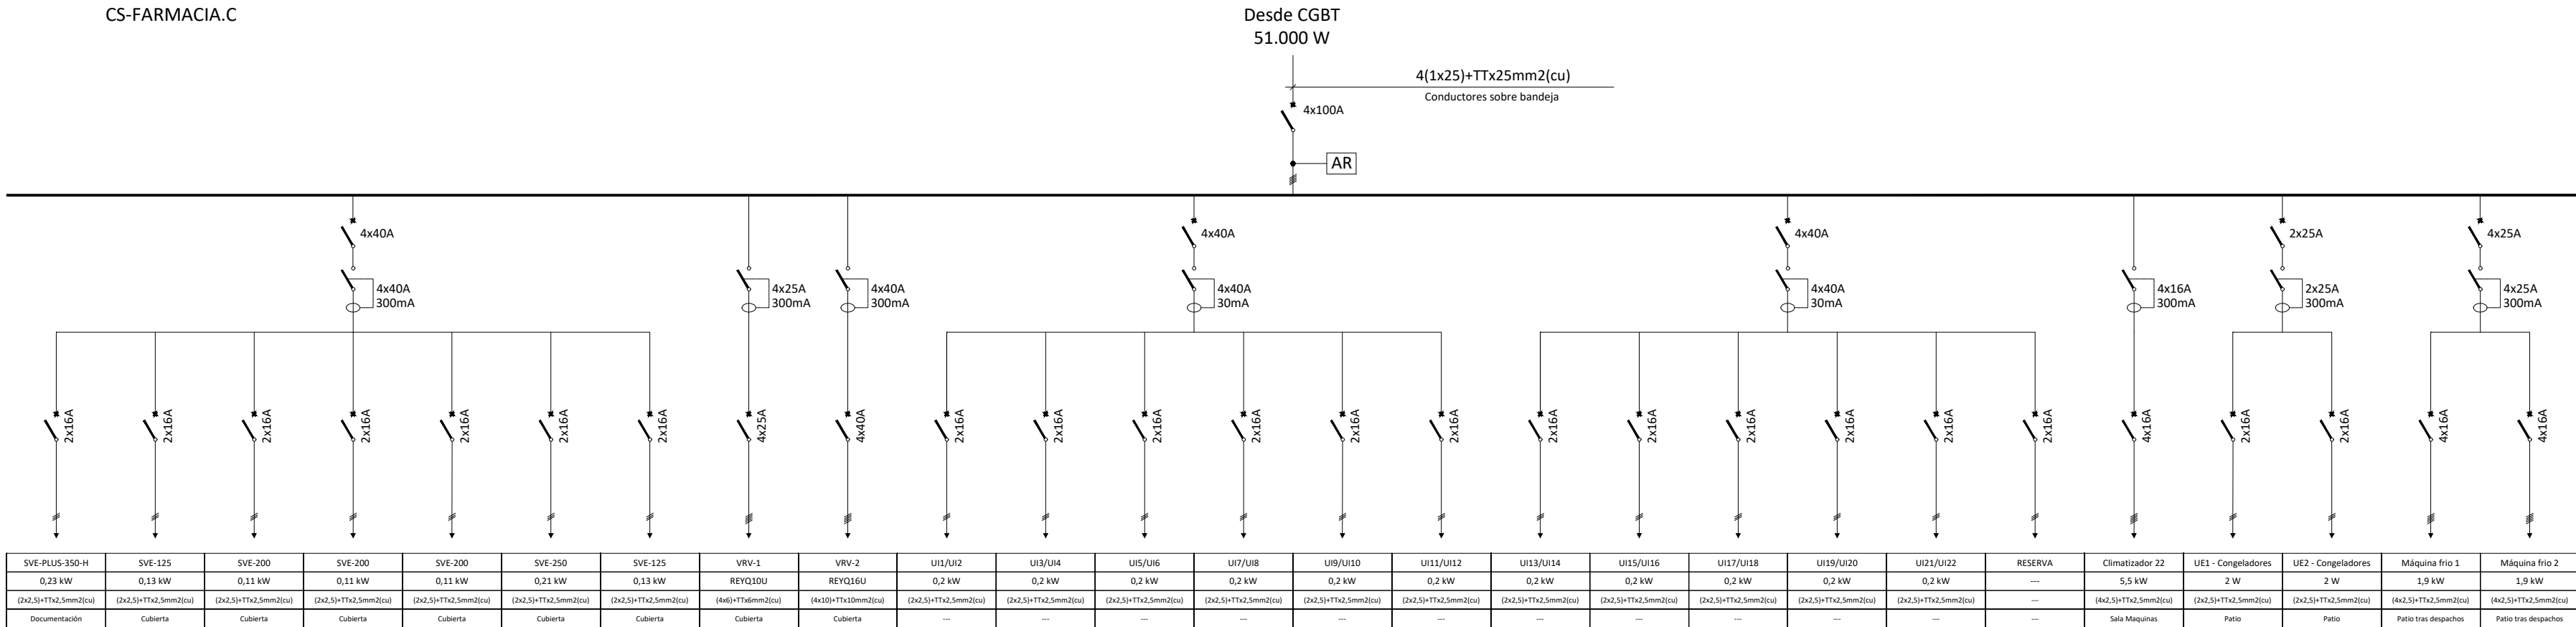 CS-FARMACIA.C
Desde CGBT
51.000 W
4(1x25)+TTx25mm2(cu)
Conductores sobre bandeja
4x100A
AR
4x40A
4x40A
4x40A
2x25A
4x25A
4x40A
300mA
4x25A
300mA
4x40A
300mA
4x40A
30mA
4x40A
30mA
4x16A
300mA
2x25A
300mA
4x25A
300mA
2x16A
2x16A
2x16A
2x16A
2x16A
2x16A
2x16A
4x25A
4x40A
2x16A
2x16A
2x16A
2x16A
2x16A
2x16A
2x16A
2x16A
2x16A
2x16A
2x16A
2x16A
4x16A
2x16A
2x16A
4x16A
4x16A
SVE-PLUS-350-H SVE-125 SVE-200 SVE-200 SVE-200 SVE-250 SVE-125 VRV-1 VRV-2 UI1/UI2 UI3/UI4 UI5/UI6 UI7/UI8 UI9/UI10 UI11/UI12 UI13/UI14 UI15/UI16 UI17/UI18 UI19/UI20 UI21/UI22 RESERVA Climatizador 22 UE1 - Congeladores UE2 - Congeladores Máquina frio 1 Máquina frio 2
0,23 kW 0,13 kW 0,11 kW 0,11 kW 0,11 kW 0,21 kW 0,13 kW REYQ10U REYQ16U 0,2 kW 0,2 kW 0,2 kW 0,2 kW 0,2 kW 0,2 kW 0,2 kW 0,2 kW 0,2 kW 0,2 kW 0,2 kW --- 5,5 kW 2 W 2 W 1,9 kW 1,9 kW
(2x2,5)+TTx2,5mm2(cu) (2x2,5)+TTx2,5mm2(cu) (2x2,5)+TTx2,5mm2(cu) (2x2,5)+TTx2,5mm2(cu) (2x2,5)+TTx2,5mm2(cu) (2x2,5)+TTx2,5mm2(cu) (2x2,5)+TTx2,5mm2(cu) (4x6)+TTx6mm2(cu) (4x10)+TTx10mm2(cu) (2x2,5)+TTx2,5mm2(cu) (2x2,5)+TTx2,5mm2(cu) (2x2,5)+TTx2,5mm2(cu) (2x2,5)+TTx2,5mm2(cu) (2x2,5)+TTx2,5mm2(cu) (2x2,5)+TTx2,5mm2(cu) (2x2,5)+TTx2,5mm2(cu) (2x2,5)+TTx2,5mm2(cu) (2x2,5)+TTx2,5mm2(cu) (2x2,5)+TTx2,5mm2(cu) (2x2,5)+TTx2,5mm2(cu) --- (4x2,5)+TTx2,5mm2(cu) (2x2,5)+TTx2,5mm2(cu) (2x2,5)+TTx2,5mm2(cu) (4x2,5)+TTx2,5mm2(cu) (4x2,5)+TTx2,5mm2(cu)
Documentación Cubierta Cubierta Cubierta Cubierta Cubierta Cubierta Cubierta Cubierta --- --- --- --- --- --- --- --- --- --- --- --- Sala Maquinas Patio Patio Patio tras despachos Patio tras despachos